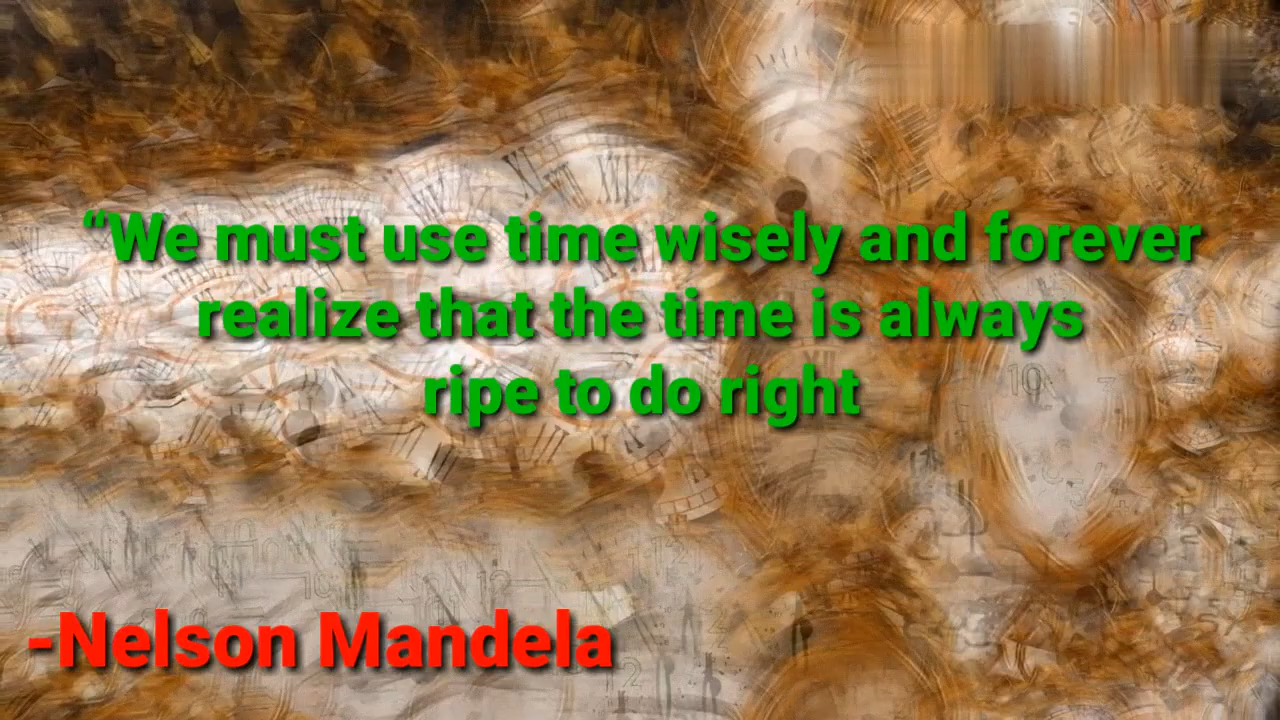 “We must use time wisely and forever
realize that the time is always
ripe to do right
-Nelson Mandela